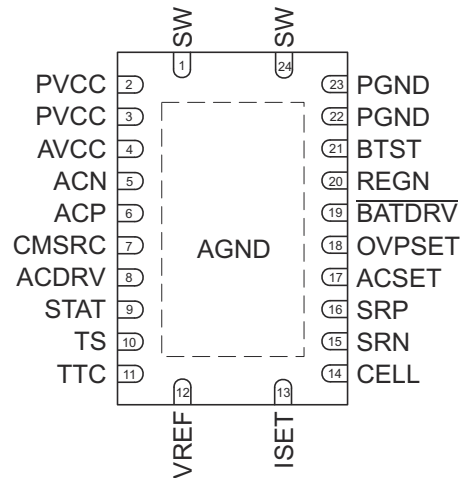 SW SW
1 24
PVCC 2 23 PGND
PVCC 3 22 PGND
AVCC 4 21 BTST
ACN 5 20 REGN
ACP 6 19 BATDRV
CMSRC 7 18 OVPSET
AGND
ACDRV 8 17 ACSET
STAT 9 16 SRP
TS 10 15 SRN
TTC 11 14 CELL
12 13
VREF ISET